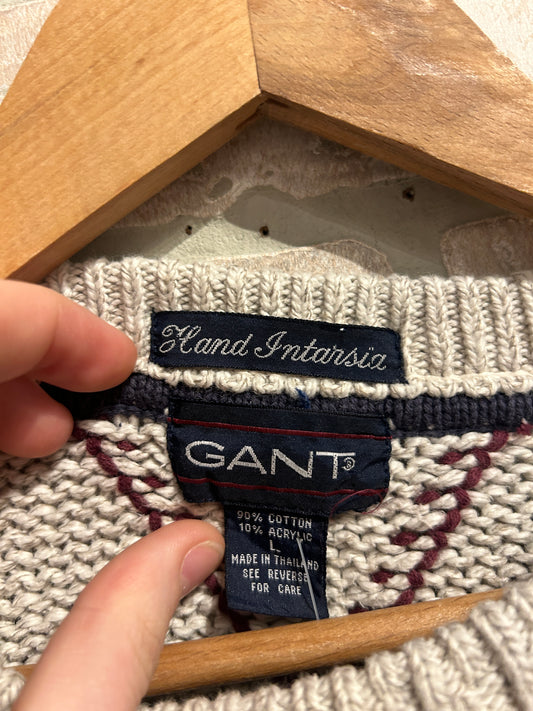 Hand Intarsia
GANT®
90% COTTON
10% ACRYLIC
L
MADE IN THAILAND
SEE REVERSE
FOR CARE